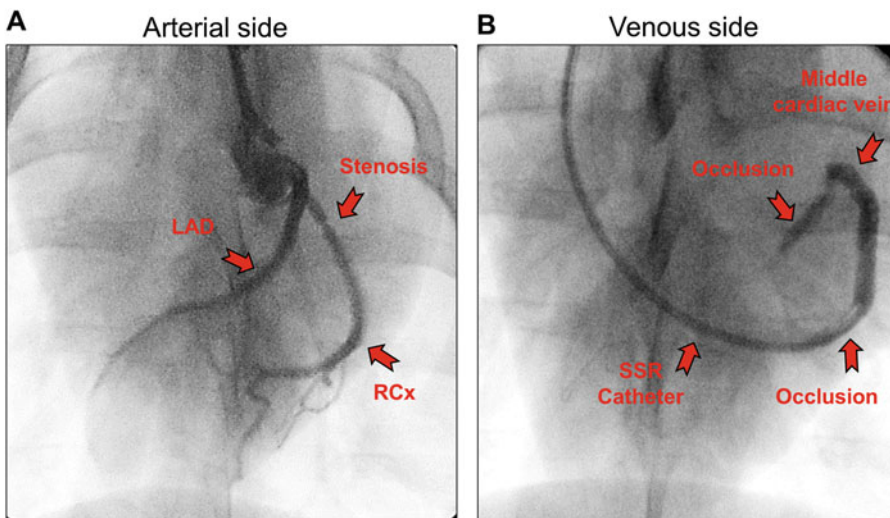 A
Arterial side
Stenosis
LAD
RCx
B
Venous side
Middle
cardiac vein
Occlusion
SSR
Catheter
Occlusion